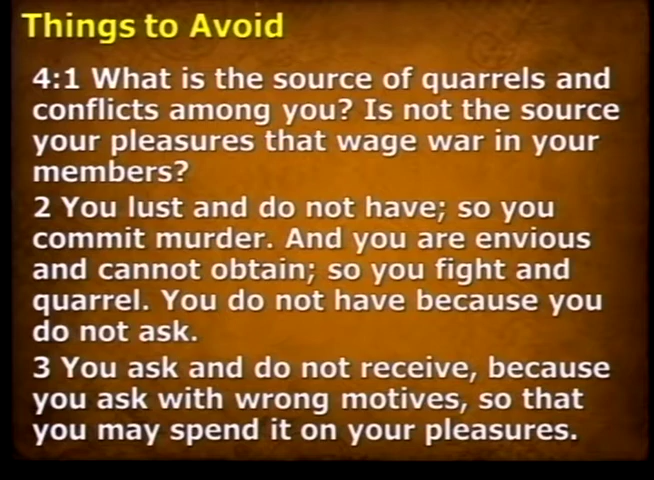 Things to Avoid
4:1 What is the source of quarrels and
conflicts among you? Is not the source
your pleasures that wage war in your
members?
2 You lust and do not have; so you
commit murder. And you are envious
and cannot obtain; so you fight and
quarrel. You do not have because you
do not ask.
3 You ask and do not receive, because
you ask with wrong motives, so that
you may spend it on your pleasures.